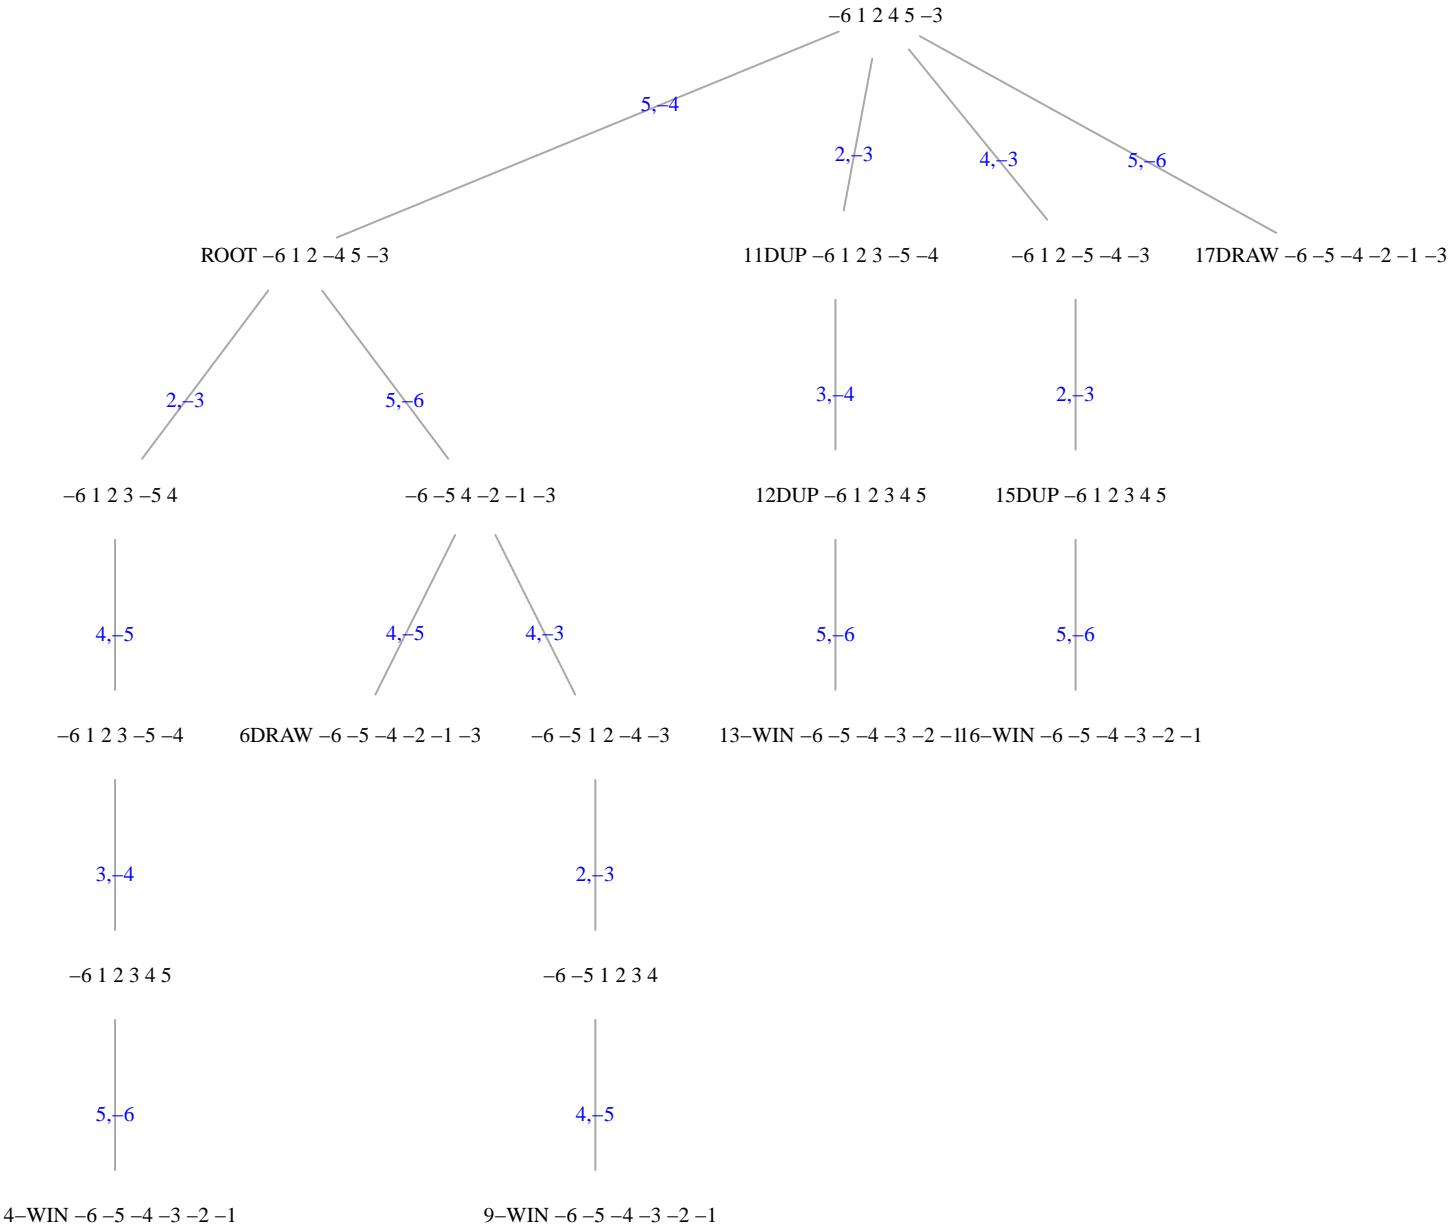 –6 1 2 4 5 –3
5,–4
2,–3
4,–3
5,–6
ROOT –6 1 2 –4 5 –3
11DUP –6 1 2 3 –5 –4
–6 1 2 –5 –4 –3
17DRAW –6 –5 –4 –2 –1 –3
2,–3
5,–6
3,–4
2,–3
–6 1 2 3 –5 4
–6 –5 4 –2 –1 –3
12DUP –6 1 2 3 4 5
15DUP –6 1 2 3 4 5
4,–5
4,–5
4,–3
5,–6
5,–6
–6 1 2 3 –5 –4
6DRAW –6 –5 –4 –2 –1 –3
–6 –5 1 2 –4 –3
13–WIN –6 –5 –4 –3 –2 –1
16–WIN –6 –5 –4 –3 –2 –1
3,–4
2,–3
–6 1 2 3 4 5
–6 –5 1 2 3 4
5,–6
4,–5
4–WIN –6 –5 –4 –3 –2 –1
9–WIN –6 –5 –4 –3 –2 –1